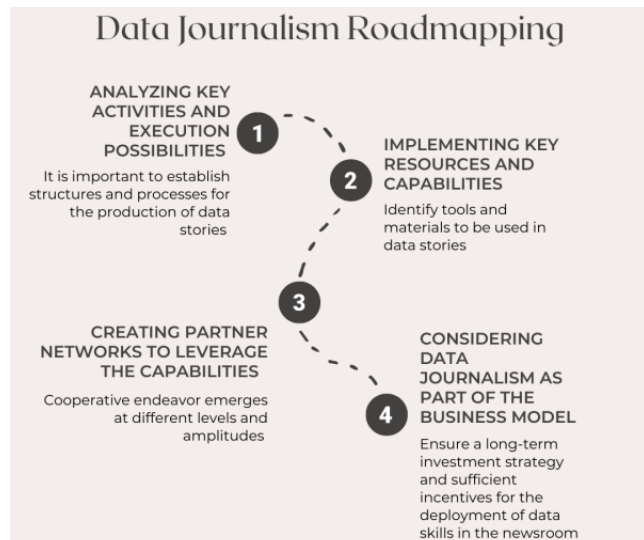 Data Journalism Roadmapping
ANALYZING KEY
ACTIVITIES AND
EXECUTION
POSSIBILITIES
1
It is important to establish
structures and processes for
the production of data
stories
2
IMPLEMENTING KEY
RESOURCES AND
CAPABILITIES
Identify tools and
materials to be used in
data stories
3
CREATING PARTNER
NETWORKS TO LEVERAGE
THE CAPABILITIES
Cooperative endeavor emerges
at different levels and
amplitudes
4
CONSIDERING
DATA
JOURNALISM AS
PART OF THE
BUSINESS MODEL
Ensure a long-term
investment strategy
and sufficient
incentives for the
deployment of data
skills in the newsroom